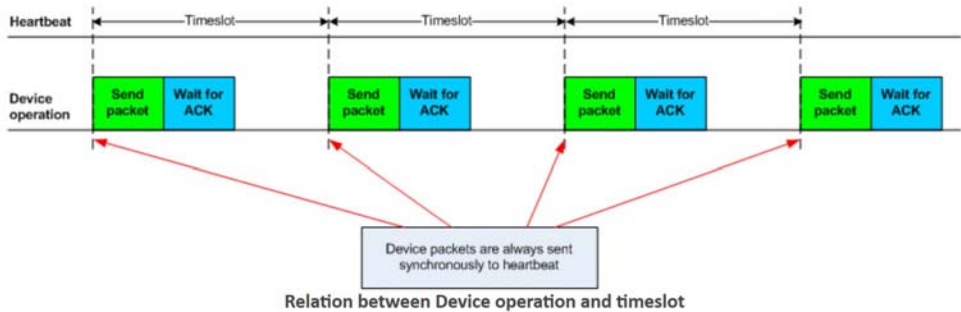 Heartbeat
Timeslot
Timeslot
Timeslot
Device
operation
Send
packet
Wait for
ACK
Send
packet
Wait for
ACK
Send
packet
Wait for
ACK
Send
packet
Wait for
ACK
Device packets are always sent
synchronously to heartbeat
Relation between Device operation and timeslot